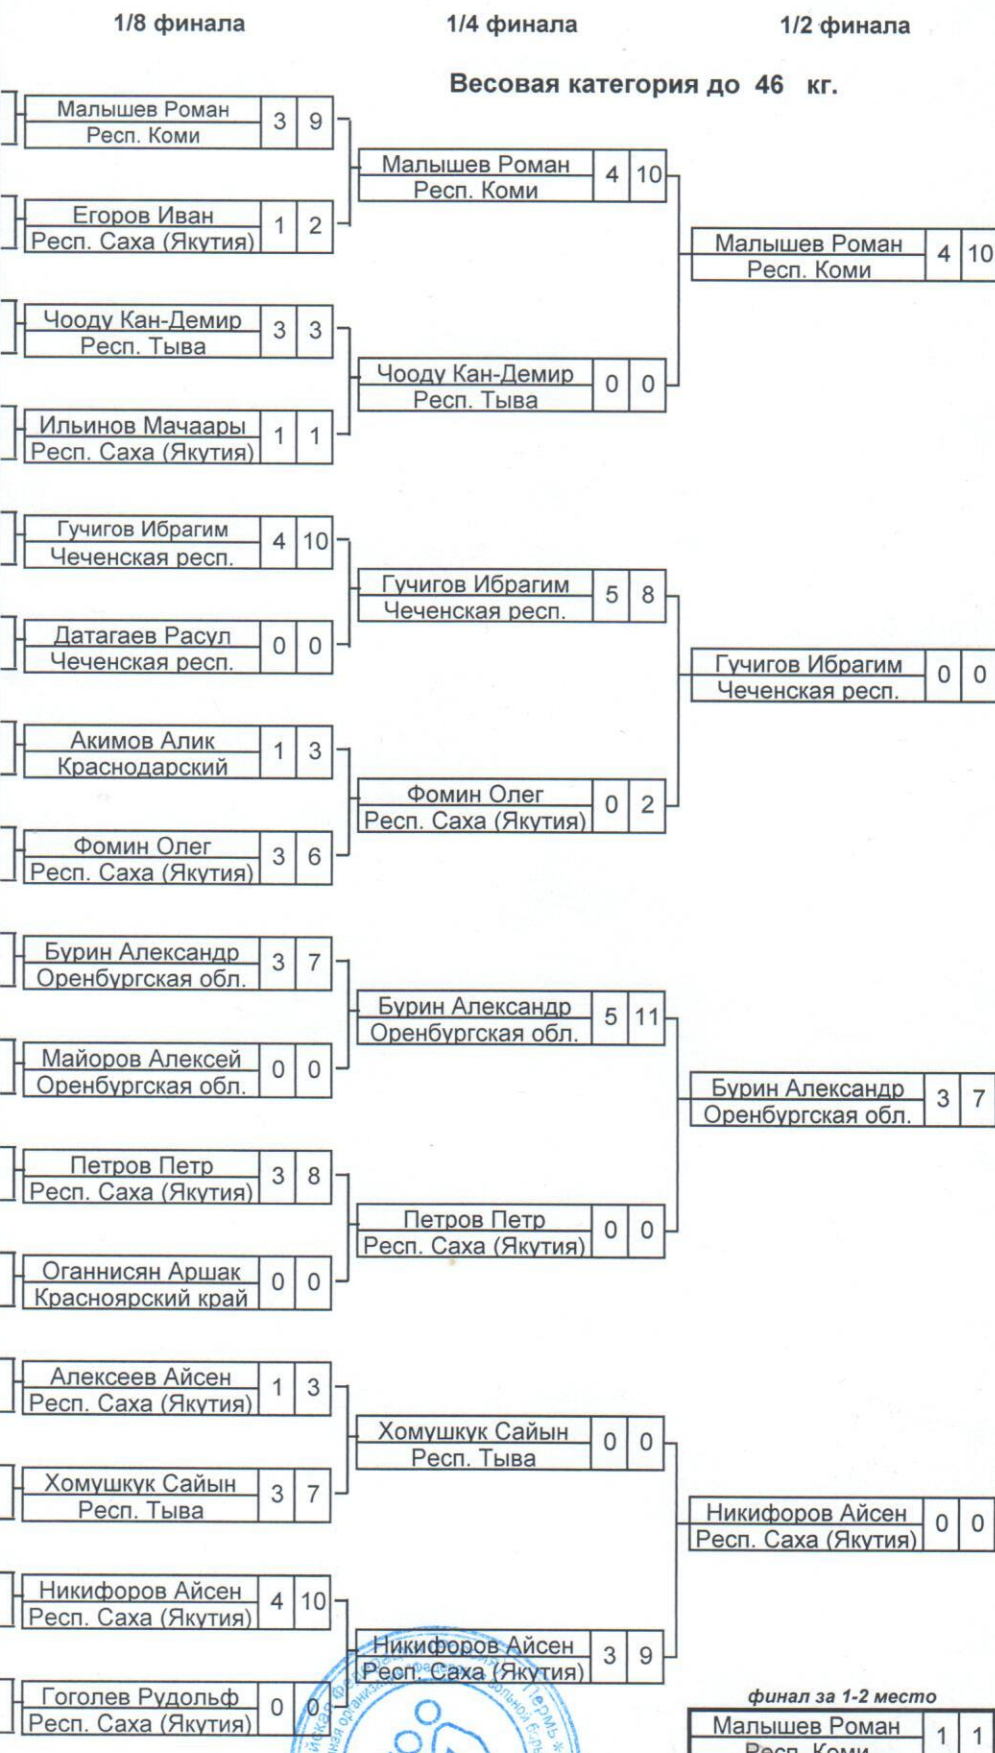 1/8 финала 1/4 финала 1/2 финала
Весовая категория до 46 кг.
Малышев Роман 3 9
Респ. Коми
Егоров Иван 1 2
Респ. Саха (Якутия)
Чооду Кан-Демир 3 3
Респ. Тыва
Ильинов Мачаары 1 1
Респ. Саха (Якутия)
Гучигов Ибрагим 4 10
Чеченская респ.
Датагаев Расул 0 0
Чеченская респ.
Акимов Алик 1 3
Краснодарский
Фомин Олег 3 6
Респ. Саха (Якутия)
Бурин Александр 3 7
Оренбургская обл.
Майоров Алексей 0 0
Оренбургская обл.
Петров Петр 3 8
Респ. Саха (Якутия)
Оганнисян Аршак 0 0
Красноярский край
Алексеев Айсен 1 3
Респ. Саха (Якутия)
Хомушкук Сайын 3 7
Респ. Тыва
Никифоров Айсен 4 10
Респ. Саха (Якутия)
Гоголев Рудольф 0 0
Респ. Саха (Якутия)
Малышев Роман 4 10
Респ. Коми
Чооду Кан-Демир 0 0
Респ. Тыва
Гучигов Ибрагим 5 8
Чеченская респ.
Фомин Олег 0 2
Респ. Саха (Якутия)
Бурин Александр 5 11
Оренбургская обл.
Петров Петр 0 0
Респ. Саха (Якутия)
Хомушкук Сайын 0 0
Респ. Тыва
Никифоров Айсен 3 9
Респ. Саха (Якутия)
Малышев Роман 4 10
Респ. Коми
Гучигов Ибрагим 0 0
Чеченская респ.
Бурин Александр 3 7
Оренбургская обл.
Никифоров Айсен 0 0
Респ. Саха (Якутия)
финал за 1-2 место
Малышев Роман 1 1
Респ. Коми
Пермь